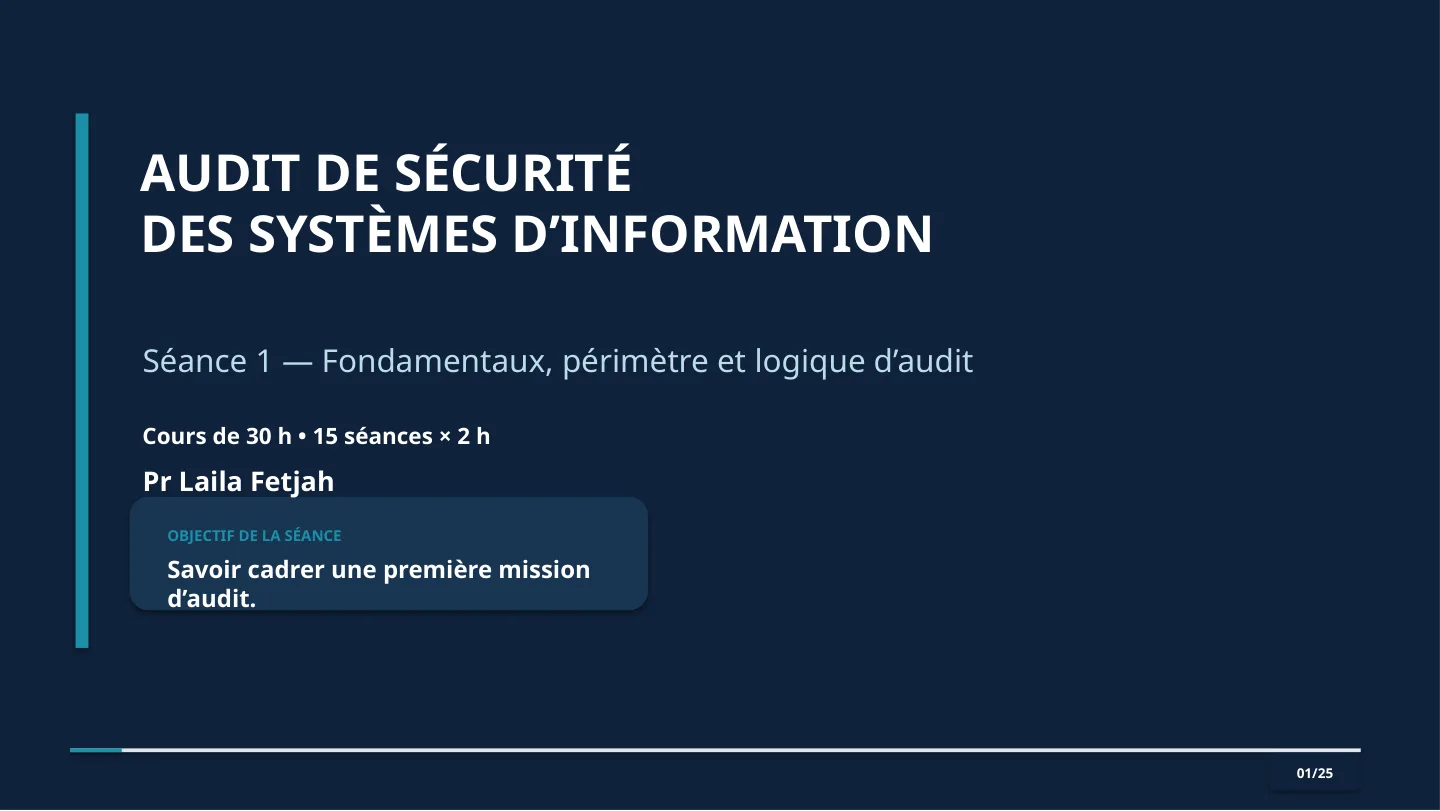 AUDIT DE SÉCURITÉ
DES SYSTÈMES D’INFORMATION
Séance 1 — Fondamentaux, périmètre et logique d’audit
Cours de 30 h • 15 séances × 2 h
Pr Laila Fetjah
OBJECTIF DE LA SÉANCE
Savoir cadrer une première mission
d’audit.
01/25